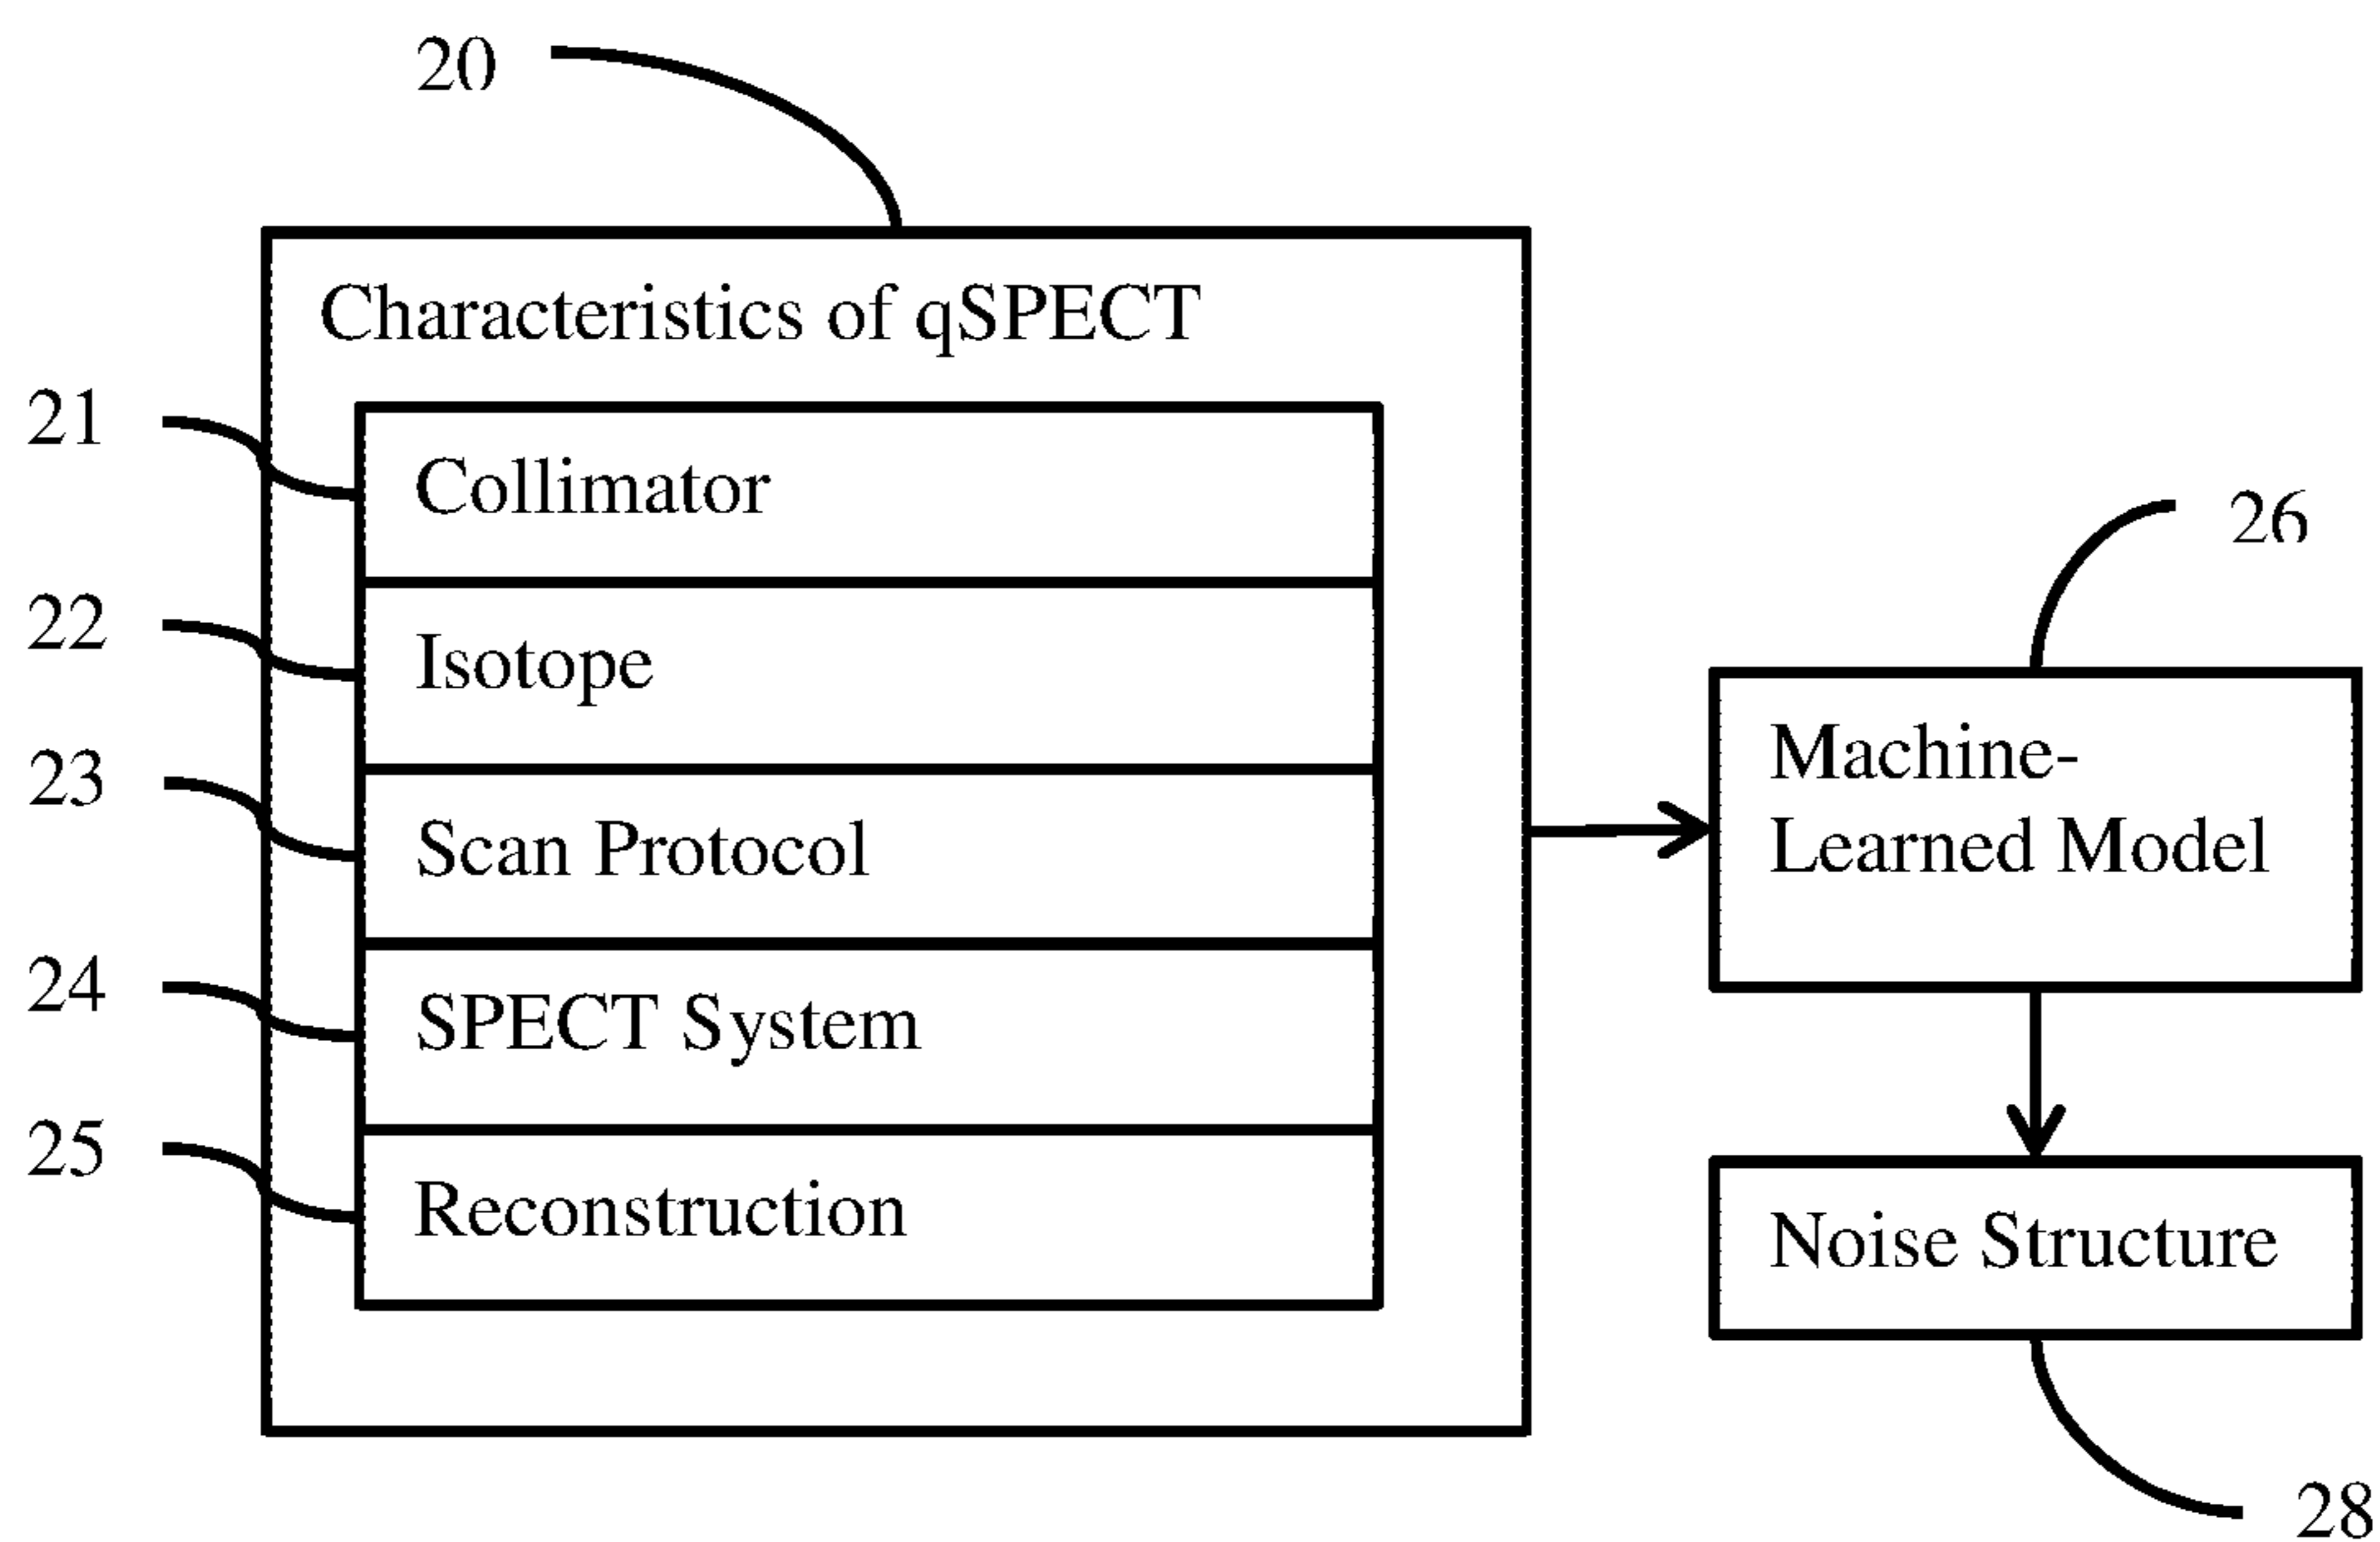 20
Characteristics of qSPECT
21
Collimator
22
Isotope
23
Scan Protocol
24
SPECT System
25
Reconstruction
26
Machine-
Learned Model
Noise Structure
28